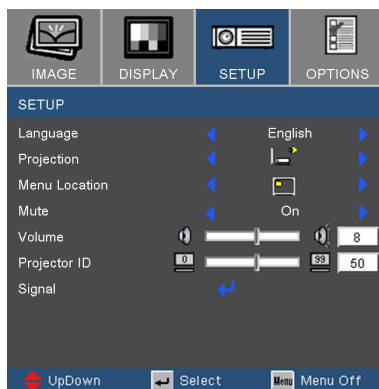 IMAGE DISPLAY SETUP OPTIONS
SETUP
Language English
Projection
Menu Location
Mute On
Volume 8
Projector ID 0 99 50
Signal
UpDown Select Menu Menu Off